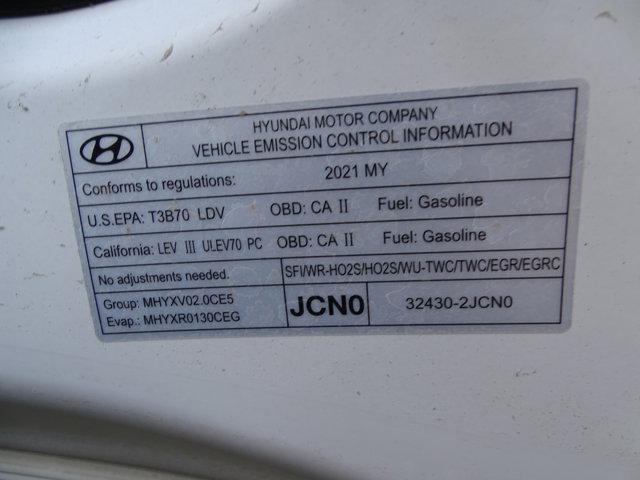 HYUNDAI MOTOR COMPANY
VEHICLE EMISSION CONTROL INFORMATION
Conforms to regulations: 2021 MY
U.S.EPA: T3B70 LDV OBD: CA II Fuel: Gasoline
California: LEV III ULEV70 PC OBD: CA II Fuel: Gasoline
No adjustments needed. SFI/WR-HO2S/HO2S/WU-TWC/TWC/EGR/EGRC
Group: MHYXV02.0CE5
Evap.: MHYXR0130CEG
JCN0 32430-2JCN0